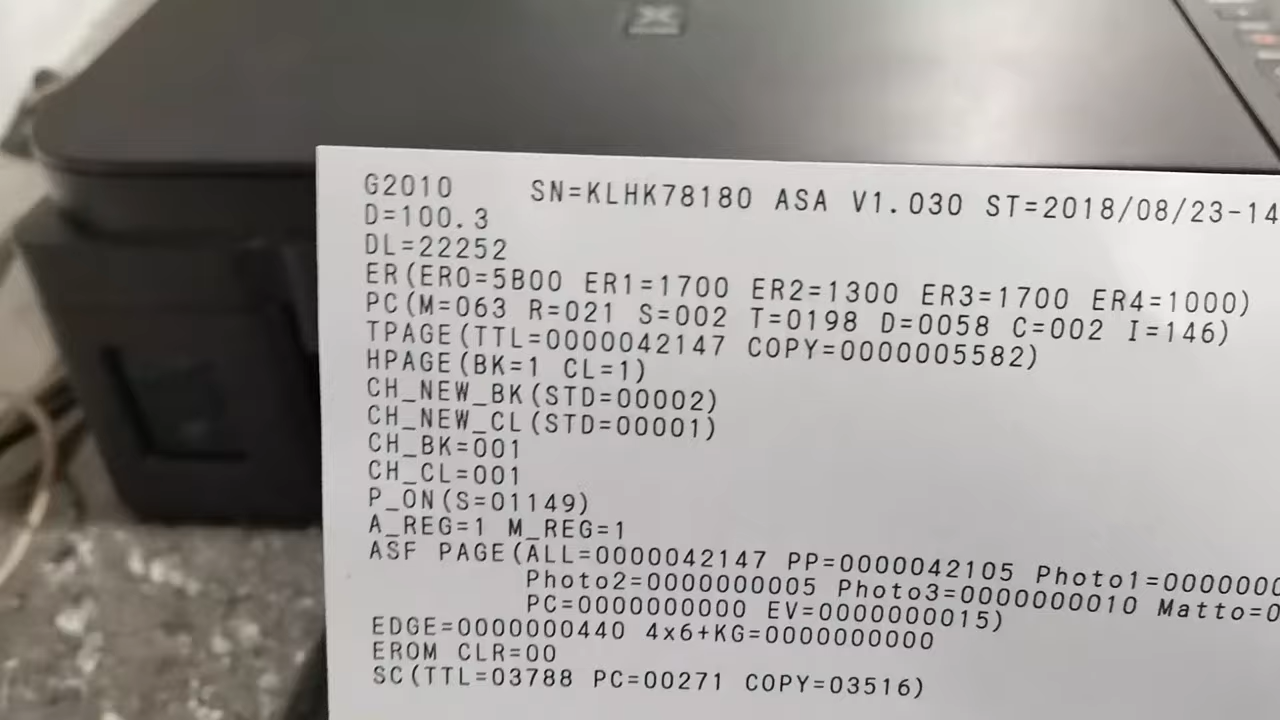 G2010 SN=KLHK78180 ASA V1.030 ST=2018/08/23-14
D=100.3
DL=22252
ER(ER0=5B00 ER1=1700 ER2=1300 ER3=1700 ER4=1000)
PC(M=063 R=021 S=002 T=0198 D=0058 C=002 I=146)
TPAGE(TTL=0000042147 COPY=0000005582)
HPAGE(BK=1 CL=1)
CH_NEW_BK(STD=00002)
CH_NEW_CL(STD=00001)
CH_BK=001
CH_CL=001
P_ON(S=01149)
A_REG=1 M_REG=1
ASF PAGE(ALL=0000042147 PP=0000042105 Photo1=0000000
Photo2=0000000005 Photo3=0000000010 Matto=0
PC=0000000000 EV=0000000015)
EDGE=0000000440 4x6+KG=0000000000
EROM CLR=00
SC(TTL=03788 PC=00271 COPY=03516)